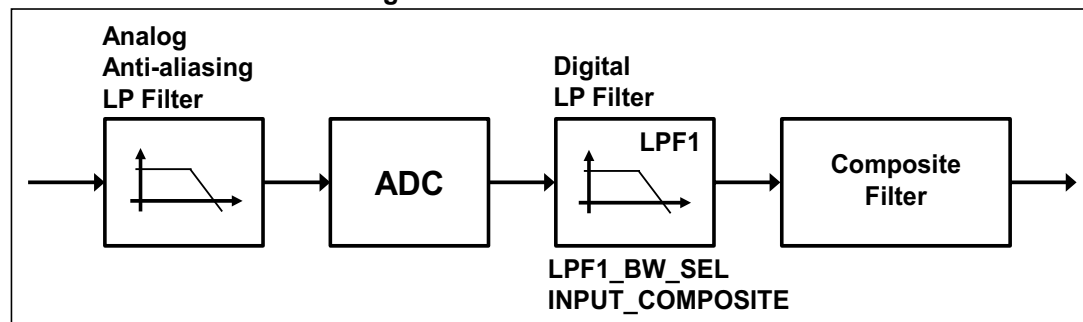 Analog
Anti-aliasing
LP Filter
ADC
Digital
LP Filter
LPF1
LPF1_BW_SEL
INPUT_COMPOSITE
Composite
Filter